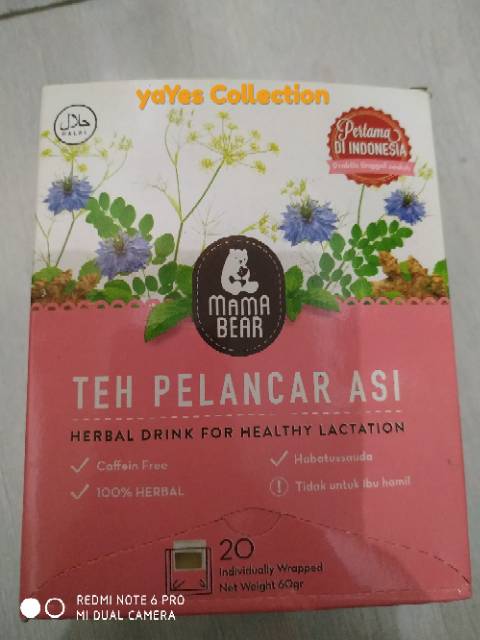 yaYes Collection
حلال
HALAL
Pertama
DI INDONESIA
MAMA
BEAR
TEH PELANCAR ASI
HERBAL DRINK FOR HEALTHY LACTATION
Caffein Free
Habatussauda
100% HERBAL
Tidak untuk Ibu hamil
20
Individually Wrapped
Net Weight 60gr
REDMI NOTE 6 PRO
MI DUAL CAMERA